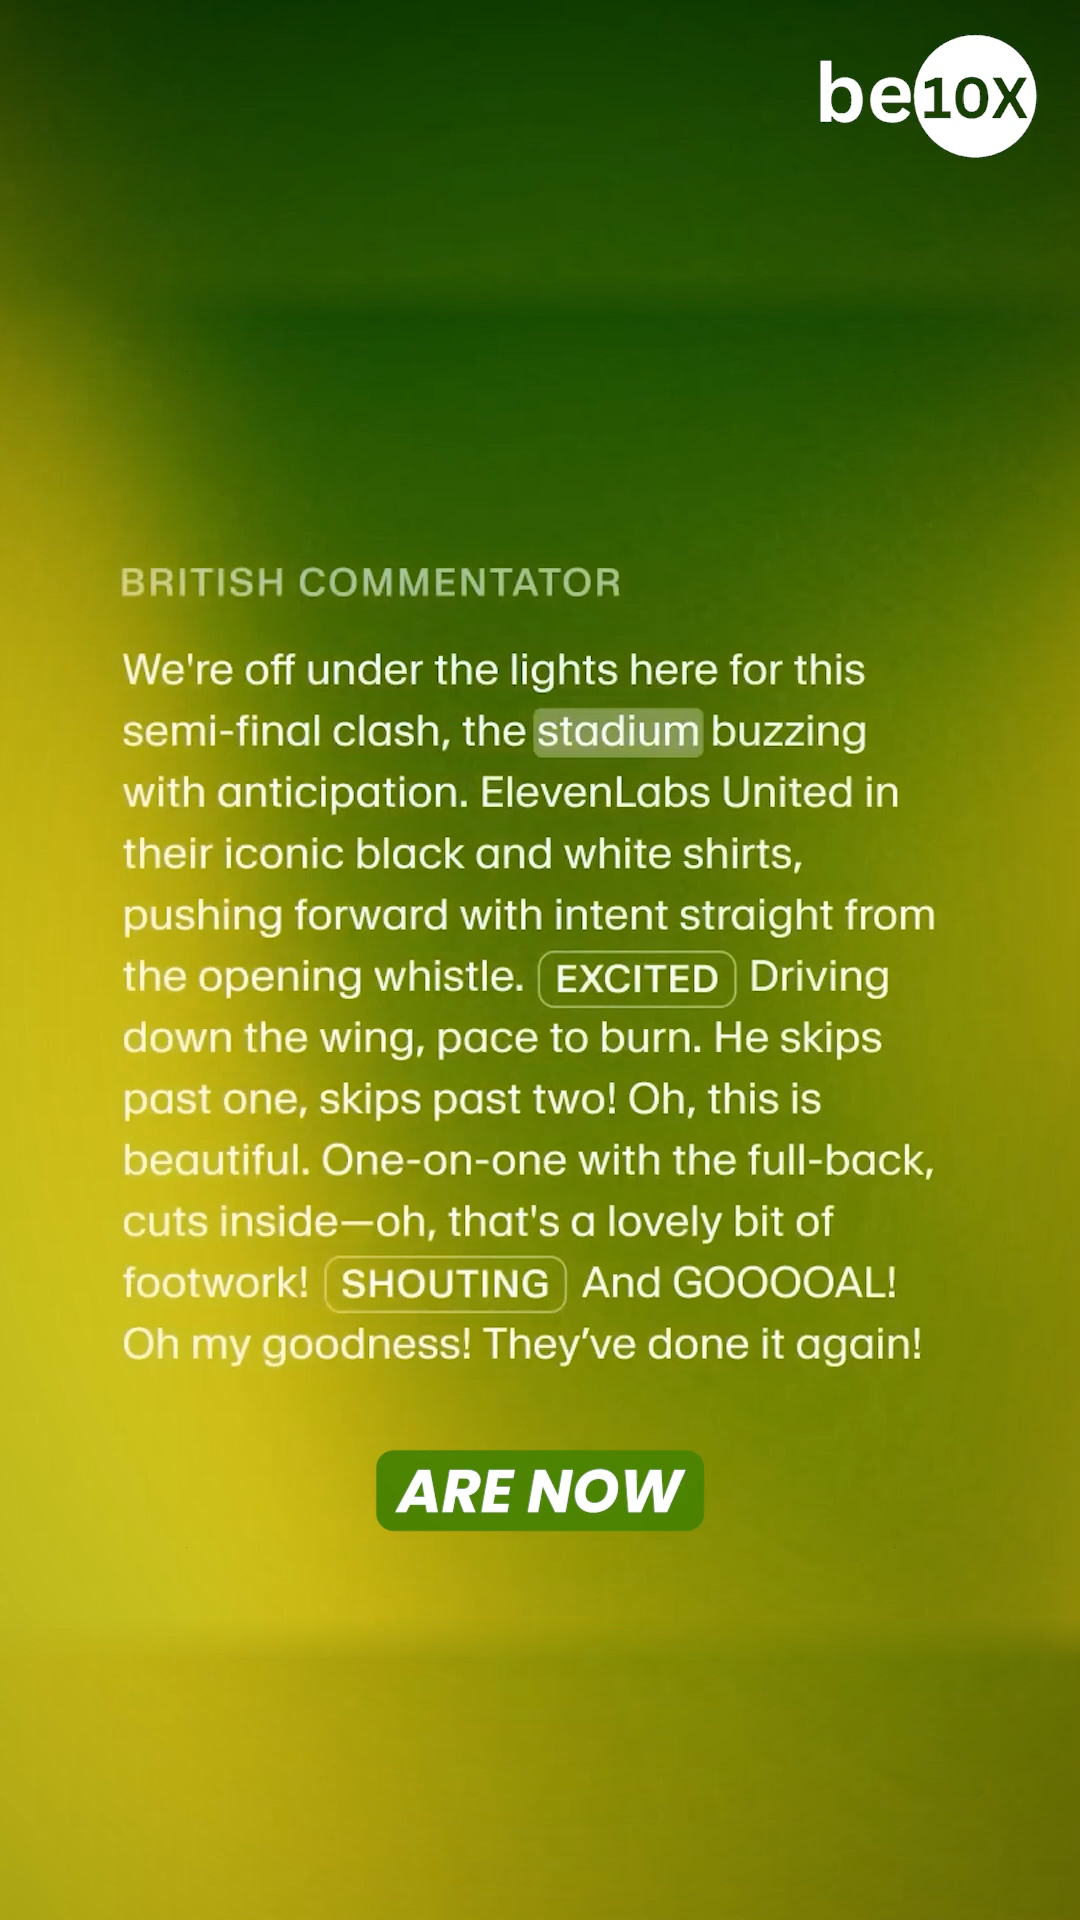 be10X
BRITISH COMMENTATOR
We're off under the lights here for this
semi-final clash, the stadium buzzing
with anticipation. ElevenLabs United in
their iconic black and white shirts,
pushing forward with intent straight from
the opening whistle. EXCITED Driving
down the wing, pace to burn. He skips
past one, skips past two! Oh, this is
beautiful. One-on-one with the full-back,
cuts inside—oh, that's a lovely bit of
footwork! SHOUTING And GOOOOAL!
Oh my goodness! They’ve done it again!
ARE NOW